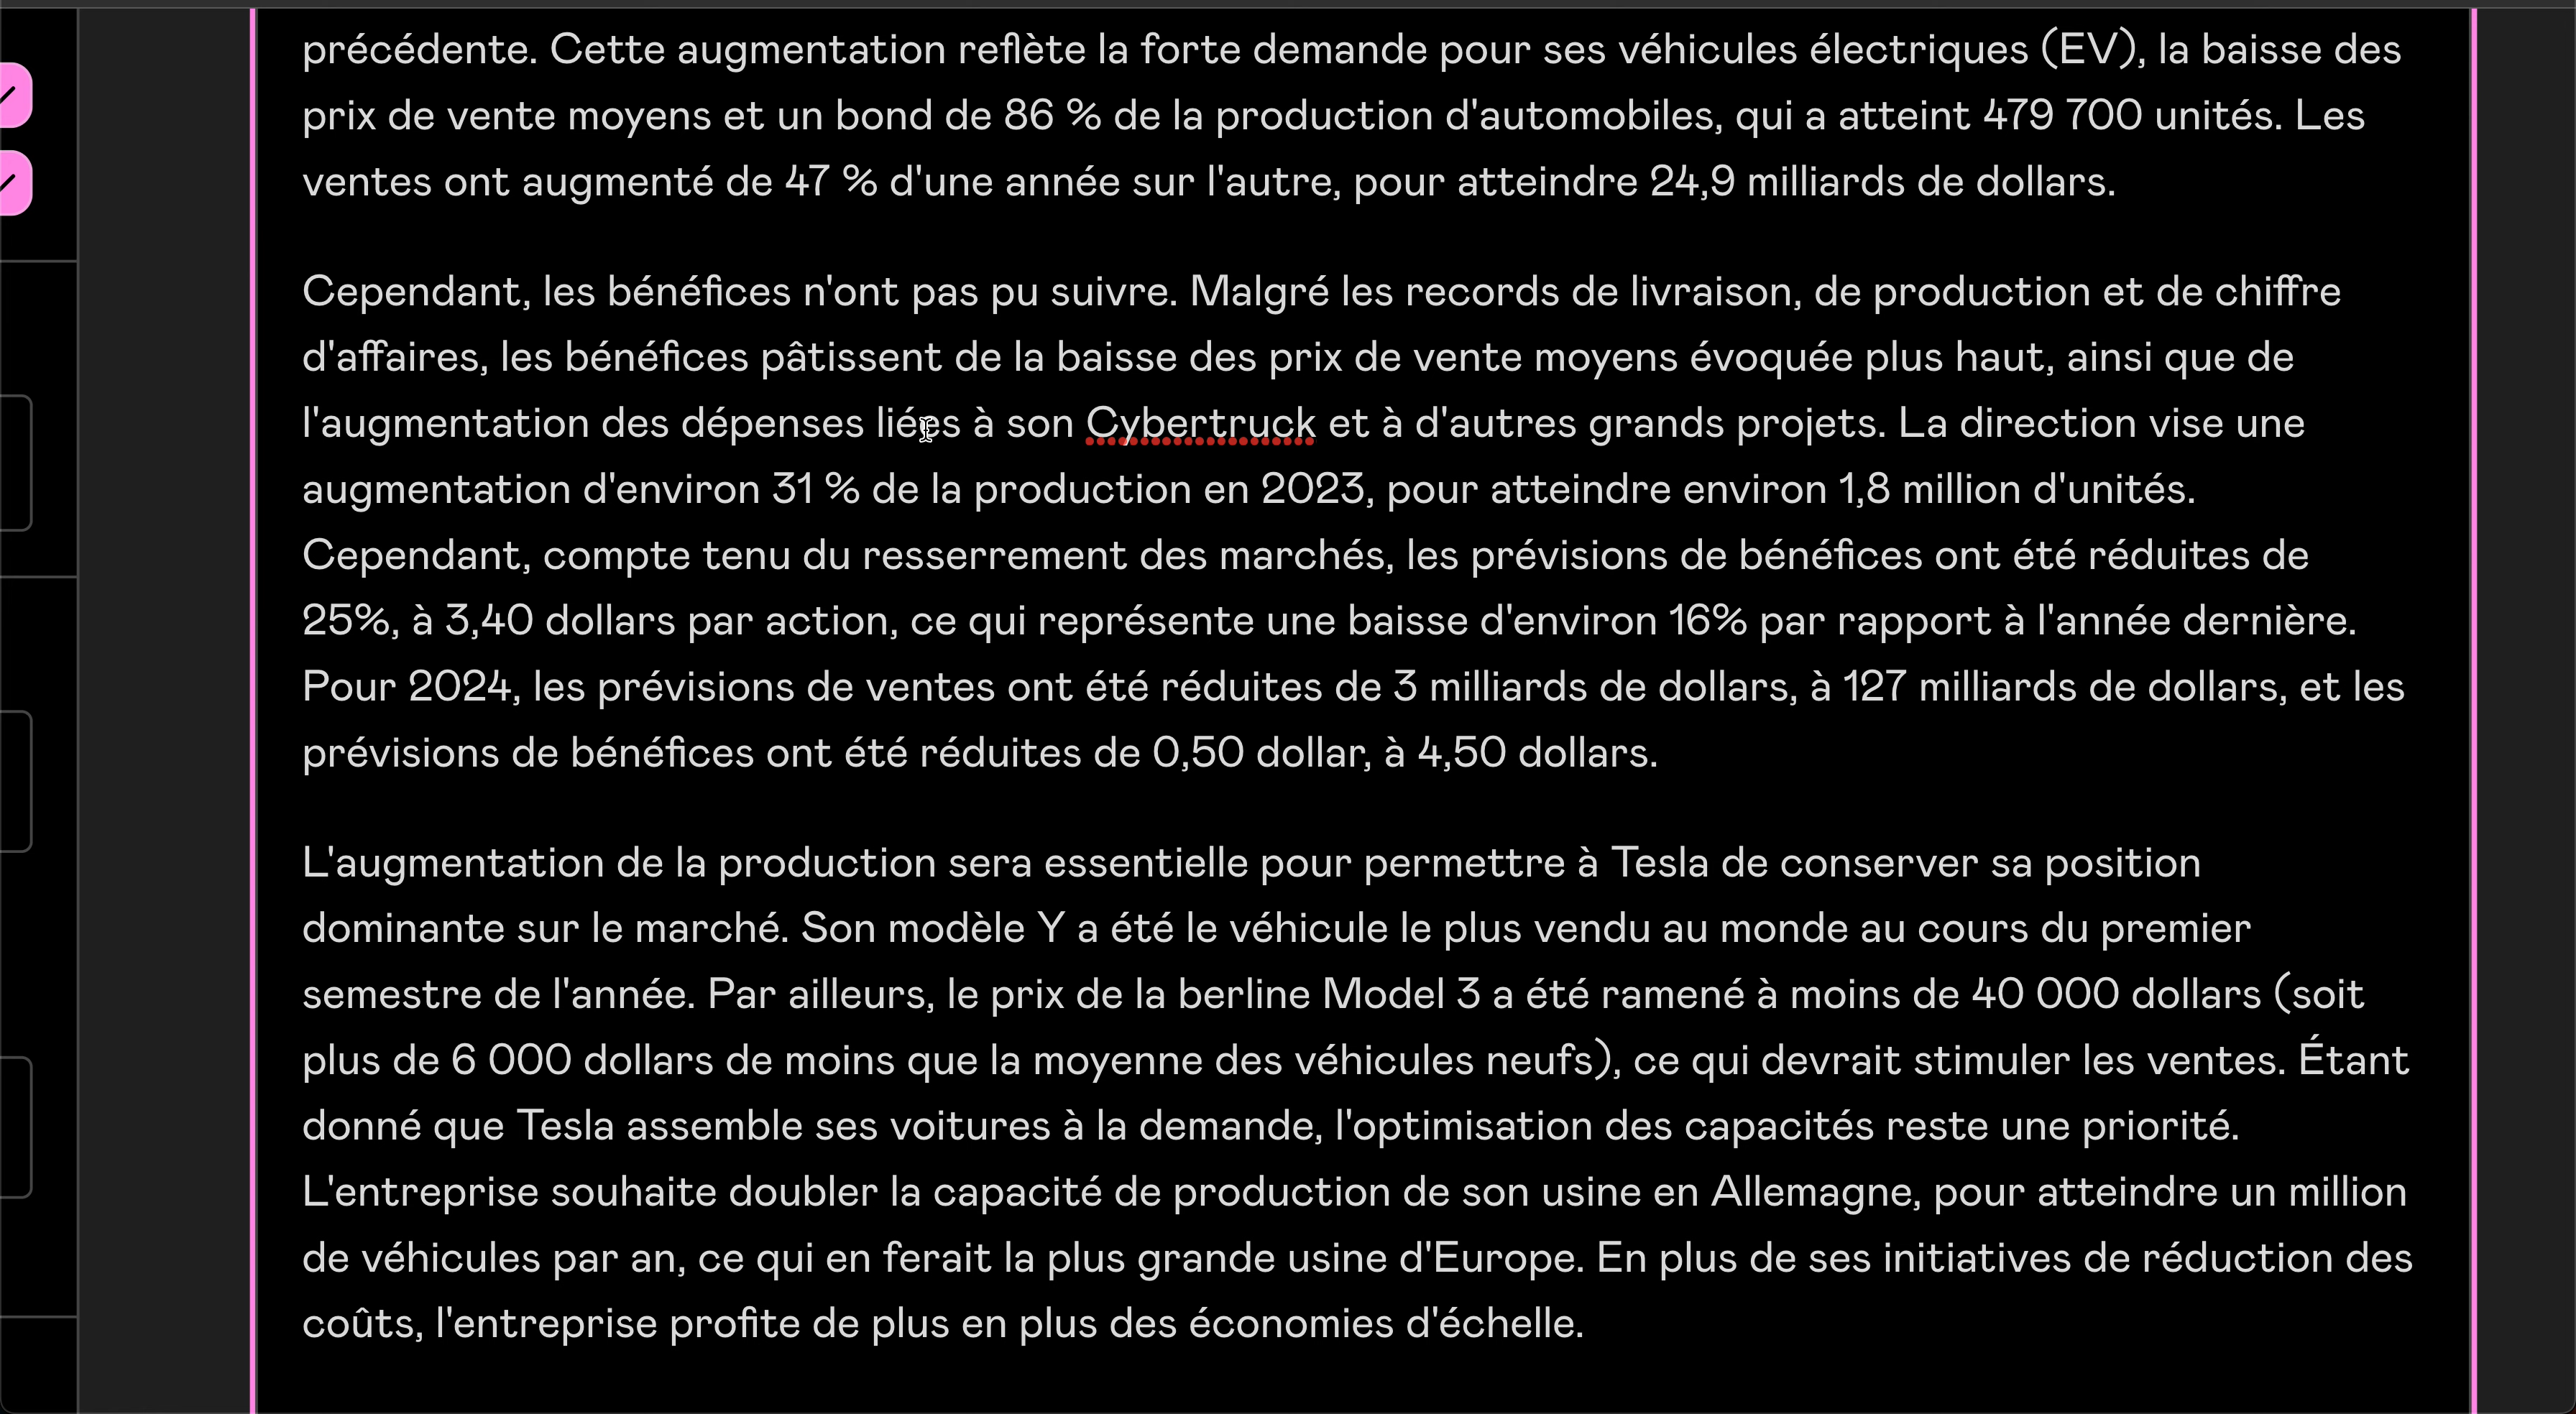 précédente. Cette augmentation reflète la forte demande pour ses véhicules électriques (EV), la baisse des
prix de vente moyens et un bond de 86 % de la production d'automobiles, qui a atteint 479 700 unités. Les
ventes ont augmenté de 47 % d'une année sur l'autre, pour atteindre 24,9 milliards de dollars.
Cependant, les bénéfices n'ont pas pu suivre. Malgré les records de livraison, de production et de chiffre
d'affaires, les bénéfices pâtissent de la baisse des prix de vente moyens évoquée plus haut, ainsi que de
l'augmentation des dépenses liées à son Cybertruck et à d'autres grands projets. La direction vise une
augmentation d'environ 31 % de la production en 2023, pour atteindre environ 1,8 million d'unités.
Cependant, compte tenu du resserrement des marchés, les prévisions de bénéfices ont été réduites de
25%, à 3,40 dollars par action, ce qui représente une baisse d'environ 16% par rapport à l'année dernière.
Pour 2024, les prévisions de ventes ont été réduites de 3 milliards de dollars, à 127 milliards de dollars, et les
prévisions de bénéfices ont été réduites de 0,50 dollar, à 4,50 dollars.
L'augmentation de la production sera essentielle pour permettre à Tesla de conserver sa position
dominante sur le marché. Son modèle Y a été le véhicule le plus vendu au monde au cours du premier
semestre de l'année. Par ailleurs, le prix de la berline Model 3 a été ramené à moins de 40 000 dollars (soit
plus de 6 000 dollars de moins que la moyenne des véhicules neufs), ce qui devrait stimuler les ventes. Étant
donné que Tesla assemble ses voitures à la demande, l'optimisation des capacités reste une priorité.
L'entreprise souhaite doubler la capacité de production de son usine en Allemagne, pour atteindre un million
de véhicules par an, ce qui en ferait la plus grande usine d'Europe. En plus de ses initiatives de réduction des
coûts, l'entreprise profite de plus en plus des économies d'échelle.